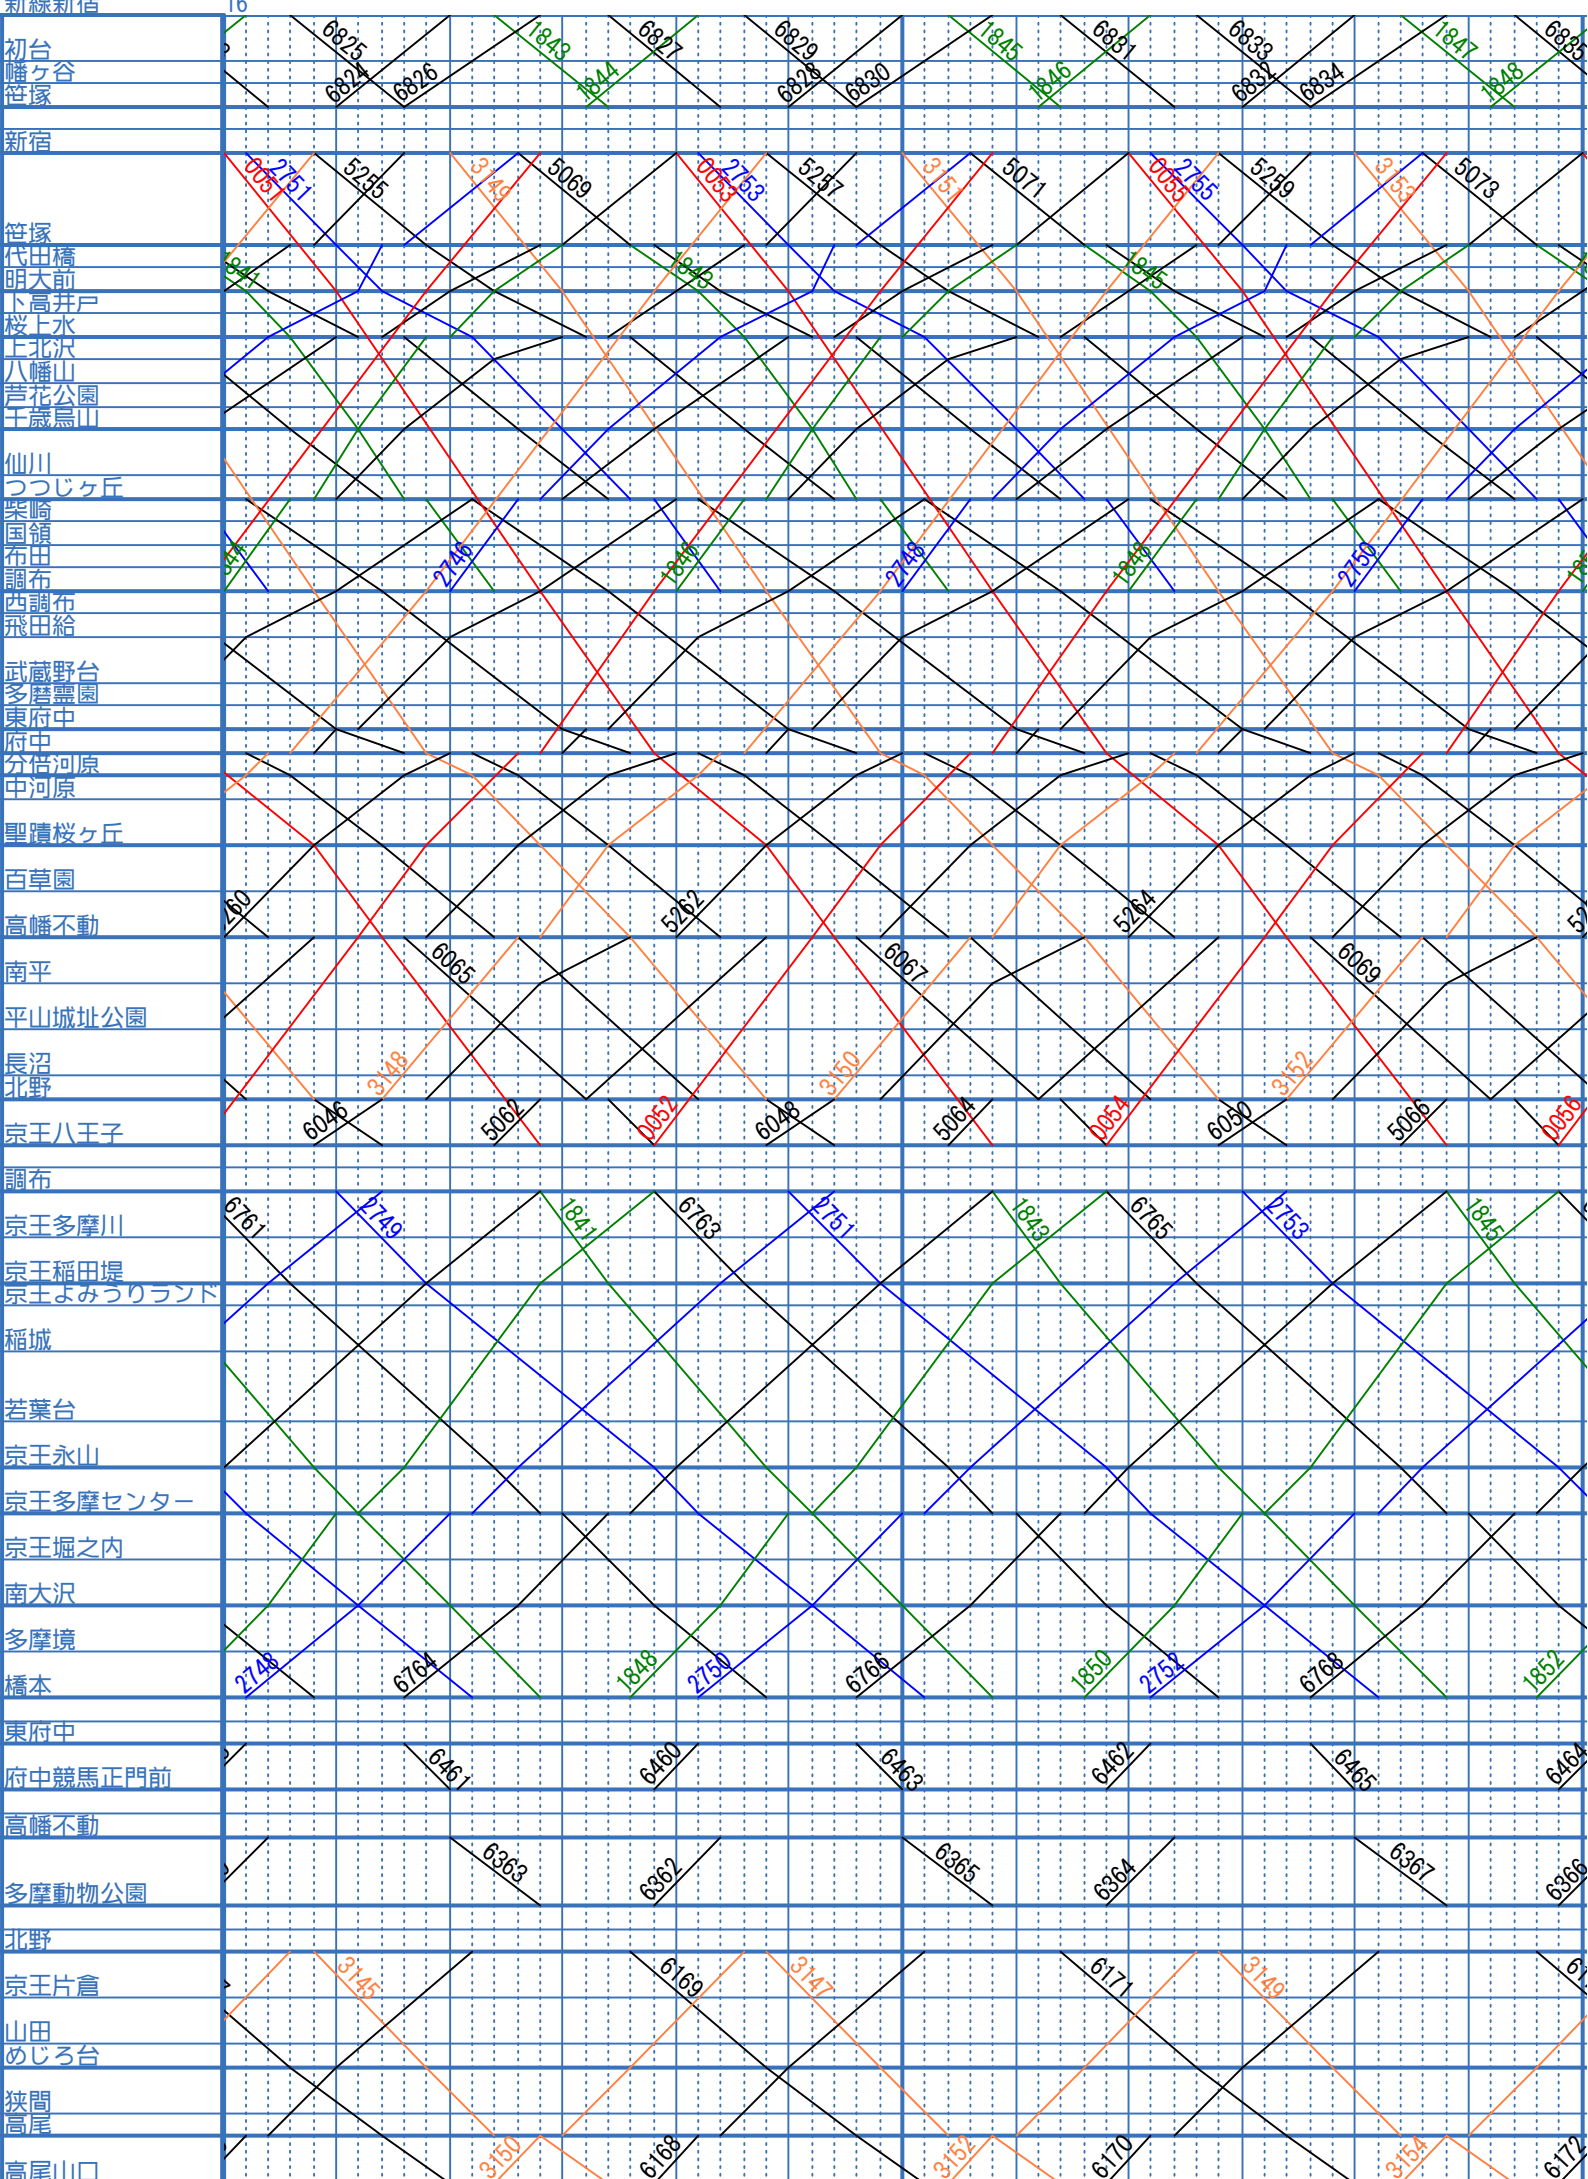 新線新宿 16
初台 6825 1843 6827 6829 1845 6831 6833 1847 6835
幡ヶ谷 6824 6826 1844 6828 6830 1846 6832 6834 1848
笹塚
新宿
0051 2751 5255 3149 5069 0053 2753 5257 3151 5071 0055 2755 5259 3153 5073
笹塚
代田橋 1841 1843 1845
明大前
下高井戸
桜上水
上北沢
八幡山
芦花公園
千歳烏山
仙川
つつじヶ丘
柴崎
国領
布田 2746 1846 2748 1848 2750
調布
西調布
飛田給
武蔵野台
多磨霊園
東府中
府中
分倍河原
中河原
聖蹟桜ヶ丘
百草園
高幡不動 5262 5264
南平 6065 6067 6069
平山城址公園
長沼 3148 3150 3152
北野
京王八王子 6046 5062 0052 6048 5064 0054 6050 5066 0056
調布
京王多摩川 6761 2749 1841 6763 2751 1843 6765 2753 1845
京王稲田堤
京王よみうりランド
稲城
若葉台
京王永山
京王多摩センター
京王堀之内
南大沢
多摩境
橋本 2748 6764 1848 2750 6766 1850 2752 6768 1852
東府中
府中競馬正門前 6461 6460 6463 6462 6465 6464
高幡不動
多摩動物公園 6363 6362 6365 6364 6367 6366
北野
京王片倉 3145 6169 3147 6171 3149
山田
めじろ台
狭間
高尾
高尾山口 3150 6168 3152 6170 3154 6172